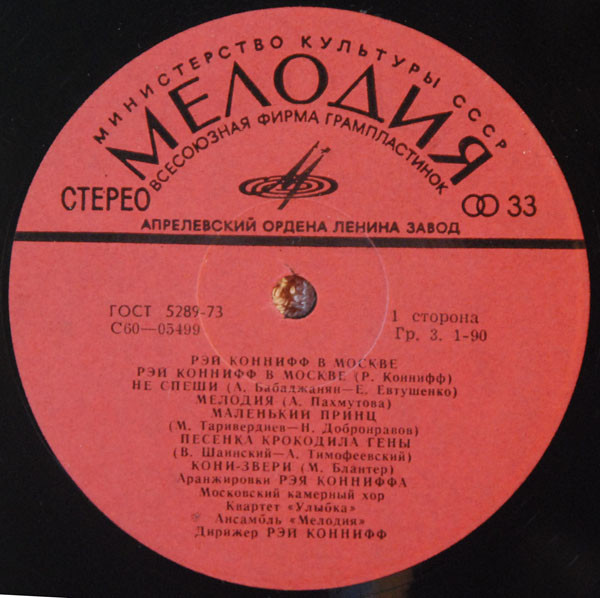 МИНИСТЕРСТВО КУЛЬТУРЫ СССР
МЕЛОДИЯ
ВСЕСОЮЗНАЯ ФИРМА ГРАМПЛАСТИНОК
СТЕРЕО
33
АПРЕЛЕВСКИЙ ОРДЕНА ЛЕНИНА ЗАВОД
ГОСТ 5289-73
С60—05499
1 сторона
Гр. 3. 1-90
РЭЙ КОННИФФ В МОСКВЕ
РЭЙ КОННИФФ В МОСКВЕ (Р. Коннифф)
НЕ СПЕШИ (А. Бабаджанян—Е. Евтушенко)
МЕЛОДИЯ (А. Пахмутова)
МАЛЕНЬКИЙ ПРИНЦ
(М. Таривердиев—Н. Добронравов)
ПЕСЕНКА КРОКОДИЛА ГЕНЫ
(В. Шаинский—А. Тимофеевский)
КОНИ-ЗВЕРИ (М. Блантер)
Аранжировки РЭЯ КОННИФФА
Московский камерный хор
Квартет «Улыбка»
Ансамбль «Мелодия»
Дирижер РЭЙ КОННИФФ